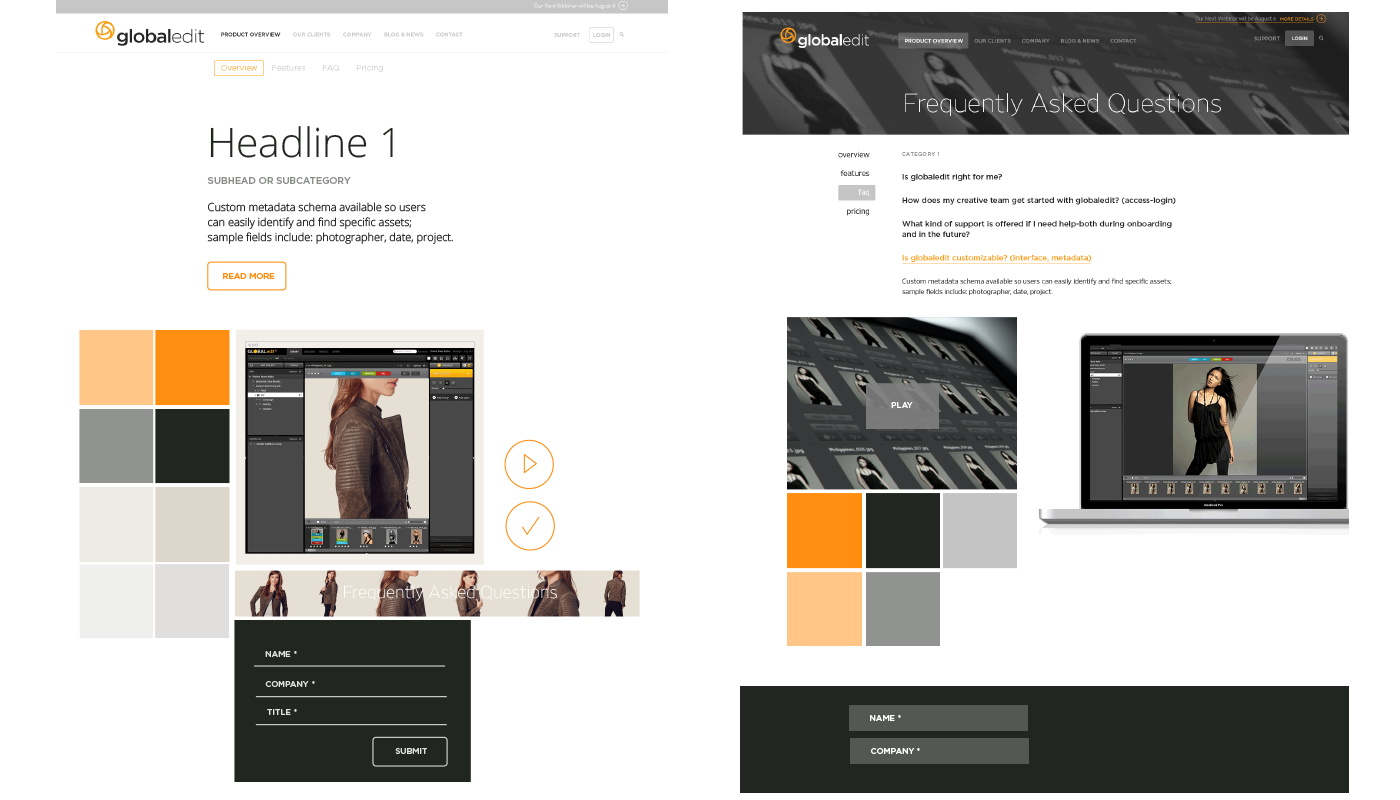 Our Next Webinar will be August 6
globaledit
PRODUCT OVERVIEW
OUR CLIENTS
COMPANY
BLOG & NEWS
CONTACT
SUPPORT
LOGIN
Overview
Features
FAQ
Pricing
Headline 1
SUBHEAD OR SUBCATEGORY
Custom metadata schema available so users
can easily identify and find specific assets;
sample fields include: photographer, date, project.
READ MORE
GLOBALedit
Frequently Asked Questions
NAME *
COMPANY *
TITLE *
SUBMIT
Our Next Webinar will be August 6 MORE DETAILS
globaledit
PRODUCT OVERVIEW
OUR CLIENTS
COMPANY
BLOG & NEWS
CONTACT
SUPPORT
LOGIN
Frequently Asked Questions
overview
features
faq
pricing
CATEGORY 1
Is globaledit right for me?
How does my creative team get started with globaledit? (access-login)
What kind of support is offered if I need help-both during onboarding
and in the future?
Is globaledit customizable? (interface, metadata)
Custom metadata schema available so users can easily identify and find specific assets;
sample fields include: photographer, date, project.
PLAY
MacBook Pro
NAME *
COMPANY *